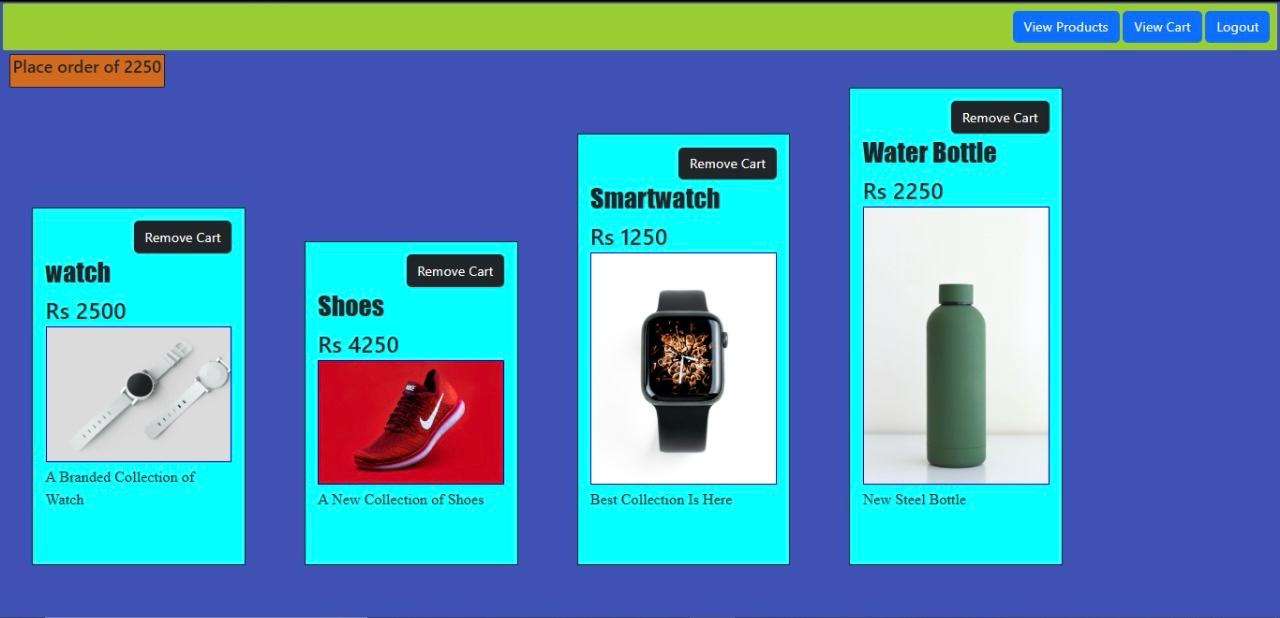 View Products View Cart Logout
Place order of 2250
Remove Cart
watch
Rs 2500
A Branded Collection of
Watch
Remove Cart
Shoes
Rs 4250
A New Collection of Shoes
Remove Cart
Smartwatch
Rs 1250
Best Collection Is Here
Remove Cart
Water Bottle
Rs 2250
New Steel Bottle